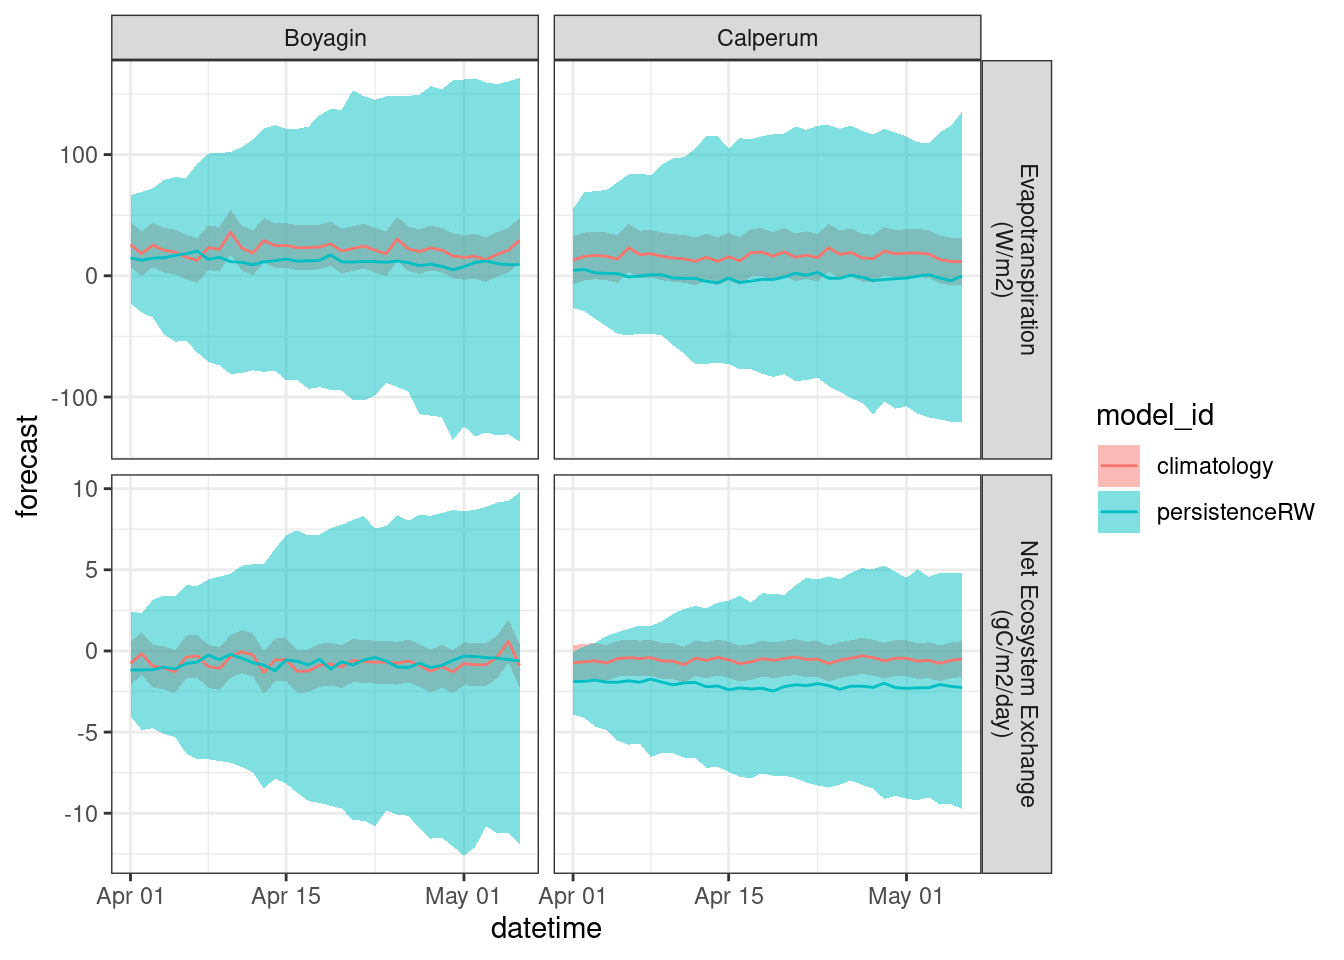 Boyagin
Calperum
100
0
-100
Evapotranspiration
(W/m2)
forecast
10
5
0
-5
-10
Net Ecosystem Exchange
(gC/m2/day)
Apr 01
Apr 15
May 01
Apr 01
Apr 15
May 01
datetime
model_id
climatology
persistenceRW